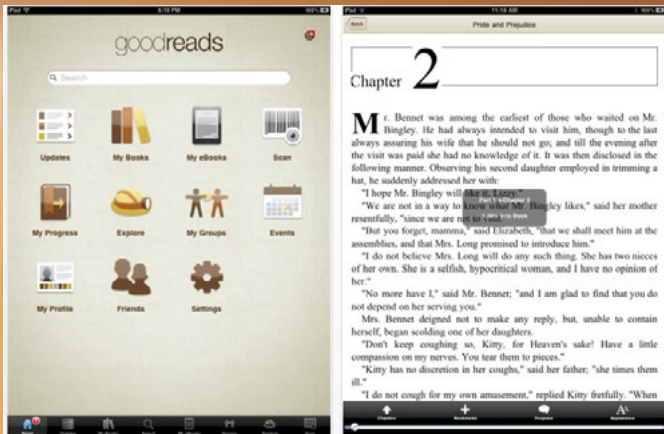 iPad
5:10 PM
100%
goodreads
Search
Updates
My Books
My eBooks
Scan
My Progress
Explore
My Groups
Events
My Profile
Friends
Settings
iPad
11:18 AM
Back
Pride and Prejudice
Chapter 2
Mr. Bennet was among the earliest of those who waited on Mr.
Bingley. He had always intended to visit him, though to the last
always assuring his wife that he should not go; and till the evening after
the visit was paid she had no knowledge of it. It was then disclosed in the
following manner. Observing his second daughter employed in trimming a
hat, he suddenly addressed her with:
"I hope Mr. Bingley will like it, Lizzy."
"We are not in a way to know what Mr. Bingley likes," said her mother
resentfully, "since we are not to visit.
"But you forget, mamma," said Elizabeth, "that we shall meet him at the
assemblies, and that Mrs. Long promised to introduce him."
"I do not believe Mrs. Long will do any such thing. She has two nieces
of her own. She is a selfish, hypocritical woman, and I have no opinion of
her."
"No more have I," said Mr. Bennet; "and I am glad to find that you do
not depend on her serving you."
Mrs. Bennet deigned not to make any reply, but, unable to contain
herself, began scolding one of her daughters.
"Don't keep coughing so, Kitty, for Heaven's sake! Have a little
compassion on my nerves. You tear them to pieces."
"Kitty has no discretion in her coughs," said her father; "she times them
ill."
"I do not cough for my own amusement," replied Kitty fretfully. "When
Chapters
Bookmarks
Progress
Appearance